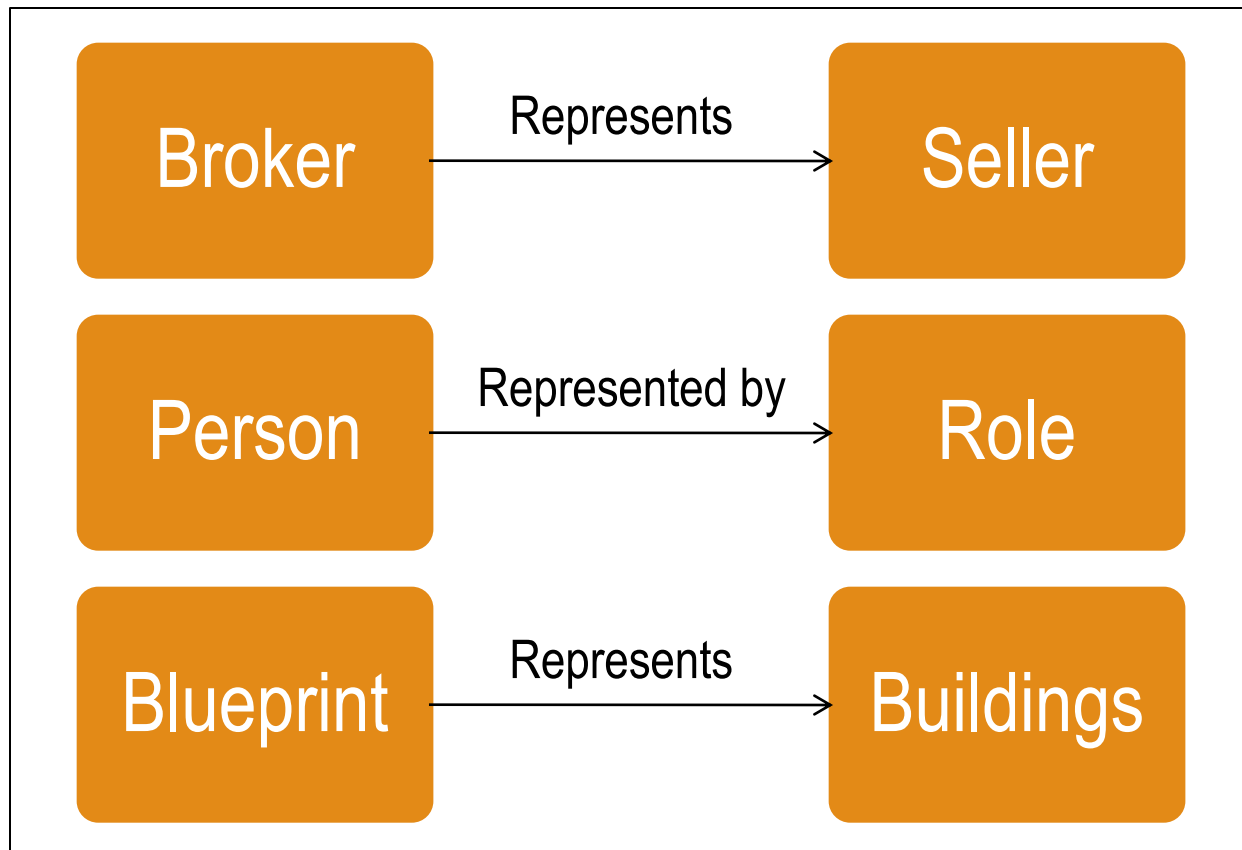 Broker
Represents
Seller
Person
Represented by
Role
Blueprint
Represents
Buildings